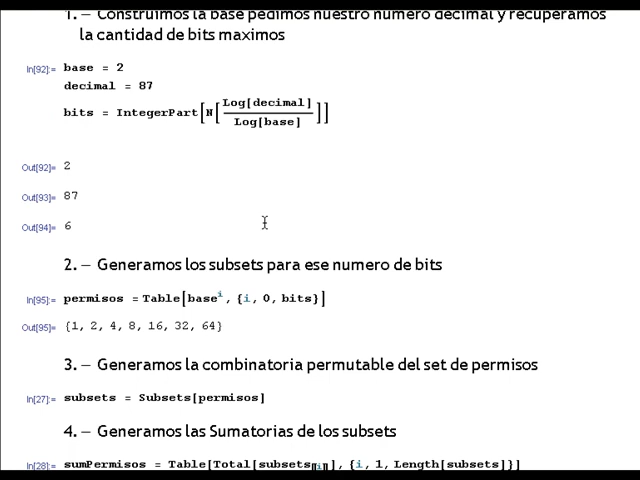 1. – Construimos la base pedimos nuestro numero decimal y recuperamos
la cantidad de bits maximos
In[92]:= base = 2
decimal = 87
bits = IntegerPart[N[Log[decimal]/Log[base]]]
Out[92]= 2
Out[93]= 87
Out[94]= 6
2. – Generamos los subsets para ese numero de bits
In[95]:= permisos = Table[base^i, {i, 0, bits}]
Out[95]= {1, 2, 4, 8, 16, 32, 64}
3. – Generamos la combinatoria permutable del set de permisos
In[27]:= subsets = Subsets[permisos]
4. – Generamos las Sumatorias de los subsets
In[28]:= sumPermisos = Table[Total[subsets[[i]]], {i, 1, Length[subsets]}]